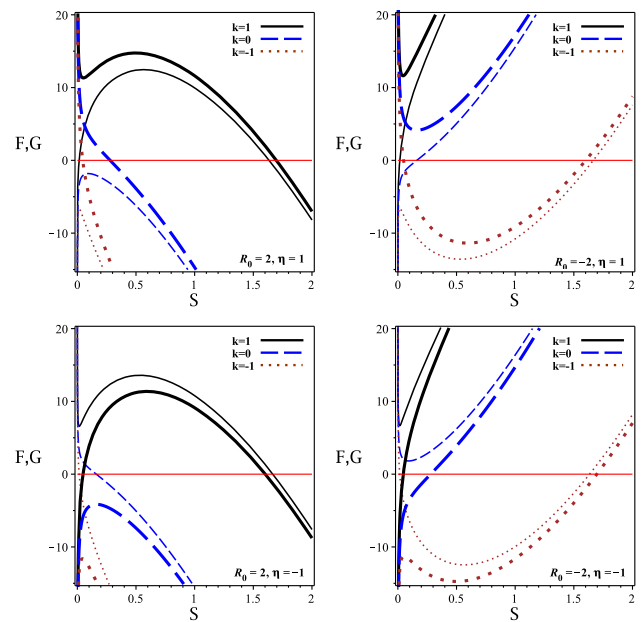 20
10
0
−10
F,G
k=1
k=0
k=−1
R0 = 2, η = 1
0 0.5 1 1.5 2
S
20
10
0
−10
F,G
k=1
k=0
k=−1
R0 =−2, η = 1
0 0.5 1 1.5 2
S
20
10
0
−10
F,G
k=1
k=0
k=−1
R0 = 2, η =−1
0 0.5 1 1.5 2
S
20
10
0
−10
F,G
k=1
k=0
k=−1
R0 =−2, η =−1
0 0.5 1 1.5 2
S